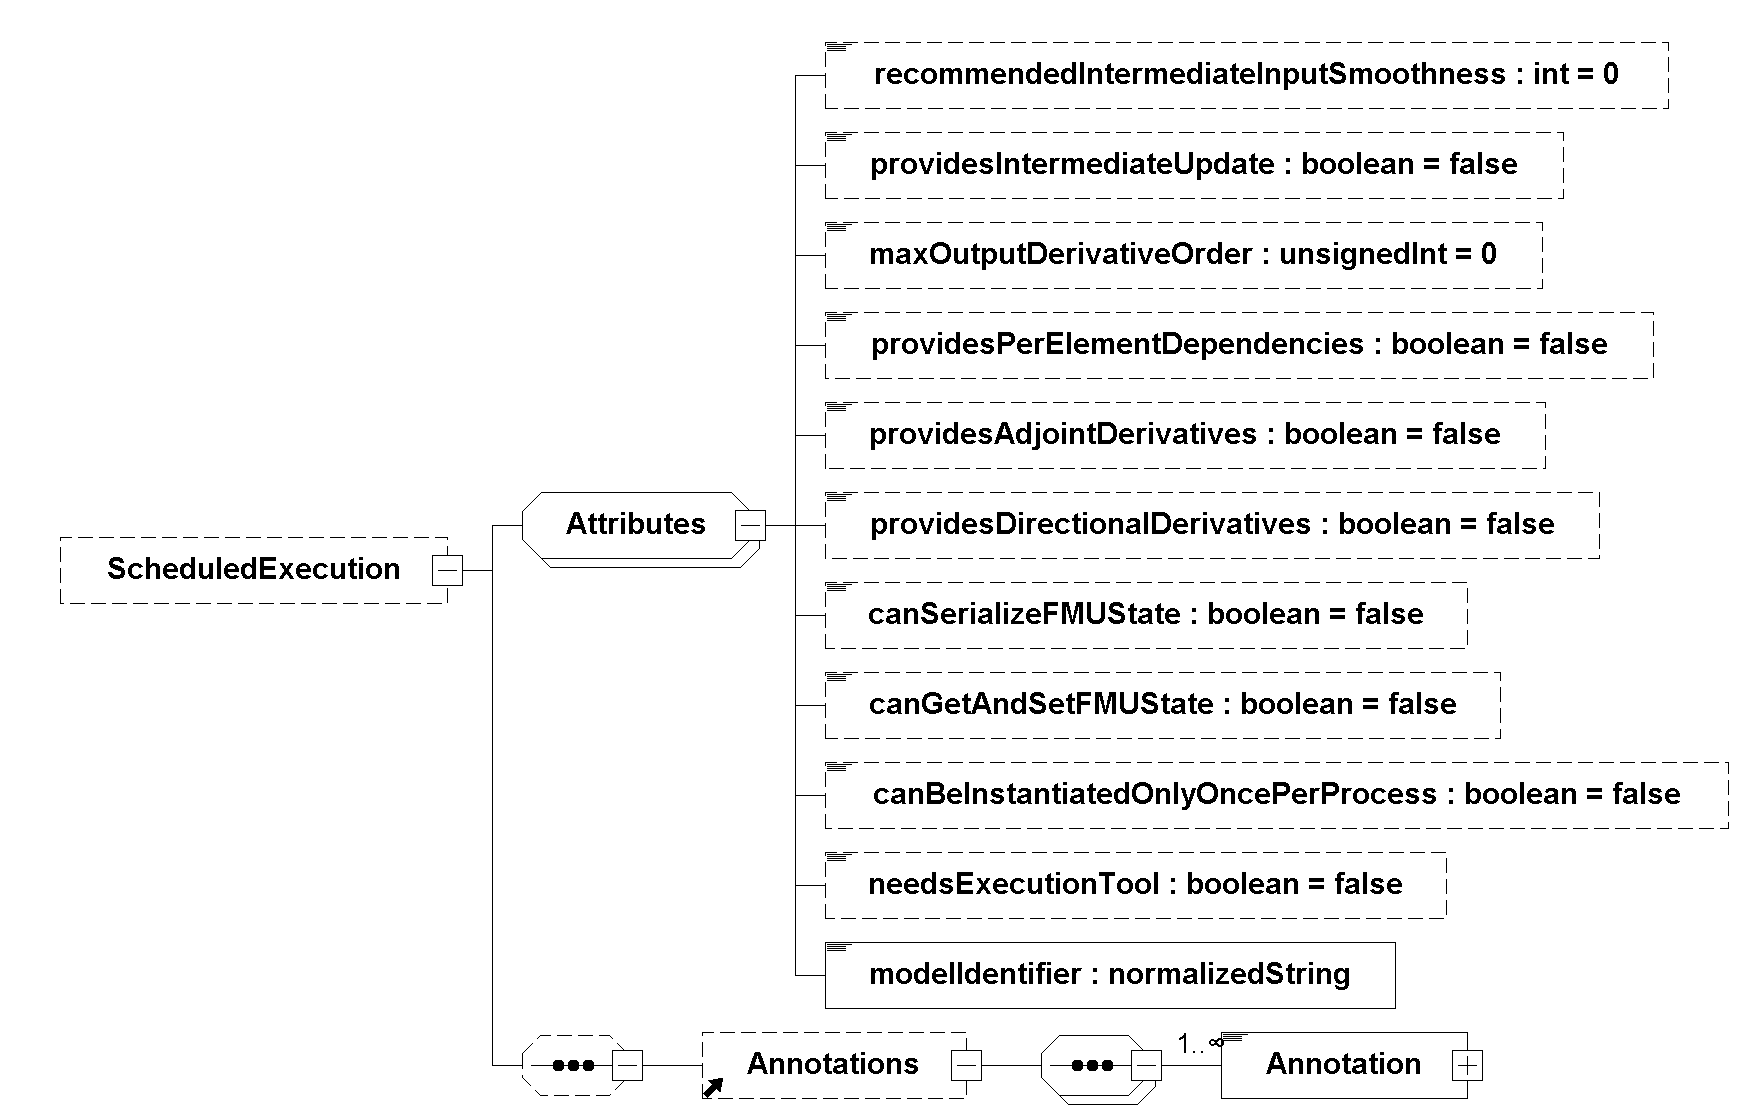 recommendedIntermediateInputSmoothness : int = 0
providesIntermediateUpdate : boolean = false
maxOutputDerivativeOrder : unsignedInt = 0
providesPerElementDependencies : boolean = false
providesAdjointDerivatives : boolean = false
Attributes
providesDirectionalDerivatives : boolean = false
ScheduledExecution
canSerializeFMUState : boolean = false
canGetAndSetFMUState : boolean = false
canBeInstantiatedOnlyOncePerProcess : boolean = false
needsExecutionTool : boolean = false
modelIdentifier : normalizedString
Annotations
1..∞
Annotation